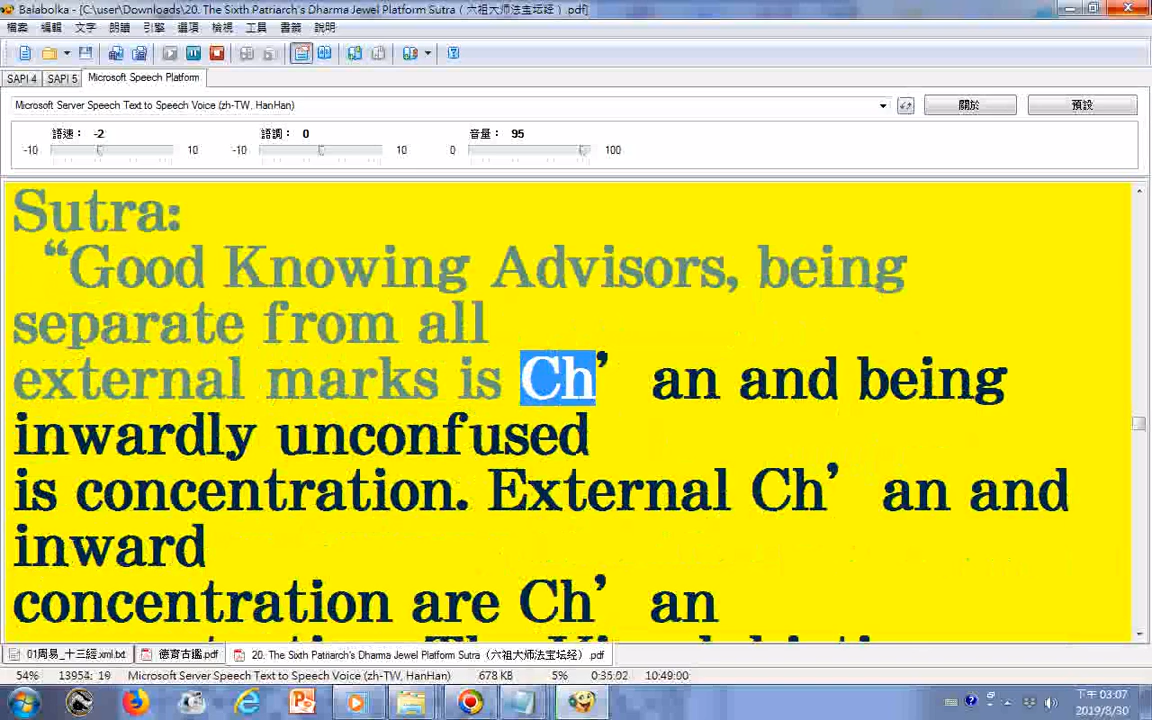 Balabolka - [C:\user\Downloads\20. The Sixth Patriarch's Dharma Jewel Platform Sutra（六祖大师法宝坛经）.pdf]
檔案 編輯 文字 朗讀 引擎 選項 檢視 工具 書籤 說明
SAPI 4 SAPI 5 Microsoft Speech Platform
Microsoft Server Speech Text to Speech Voice (zh-TW, HanHan) 關於 預設
語速： -2 語調： 0 音量： 95
-10 10 -10 10 0 100
Sutra:
“Good Knowing Advisors, being
separate from all
external marks is Ch’an and being
inwardly unconfused
is concentration. External Ch’an and
inward
concentration are Ch’an
01周易_十三經.xml.txt 德育古鑑.pdf 20. The Sixth Patriarch's Dharma Jewel Platform Sutra（六祖大师法宝坛经）.pdf
54% 13954: 19 Microsoft Server Speech Text to Speech Voice (zh-TW, HanHan) 678 KB 5% 0:35:02 10:49:00
下午 03:07
2019/8/30